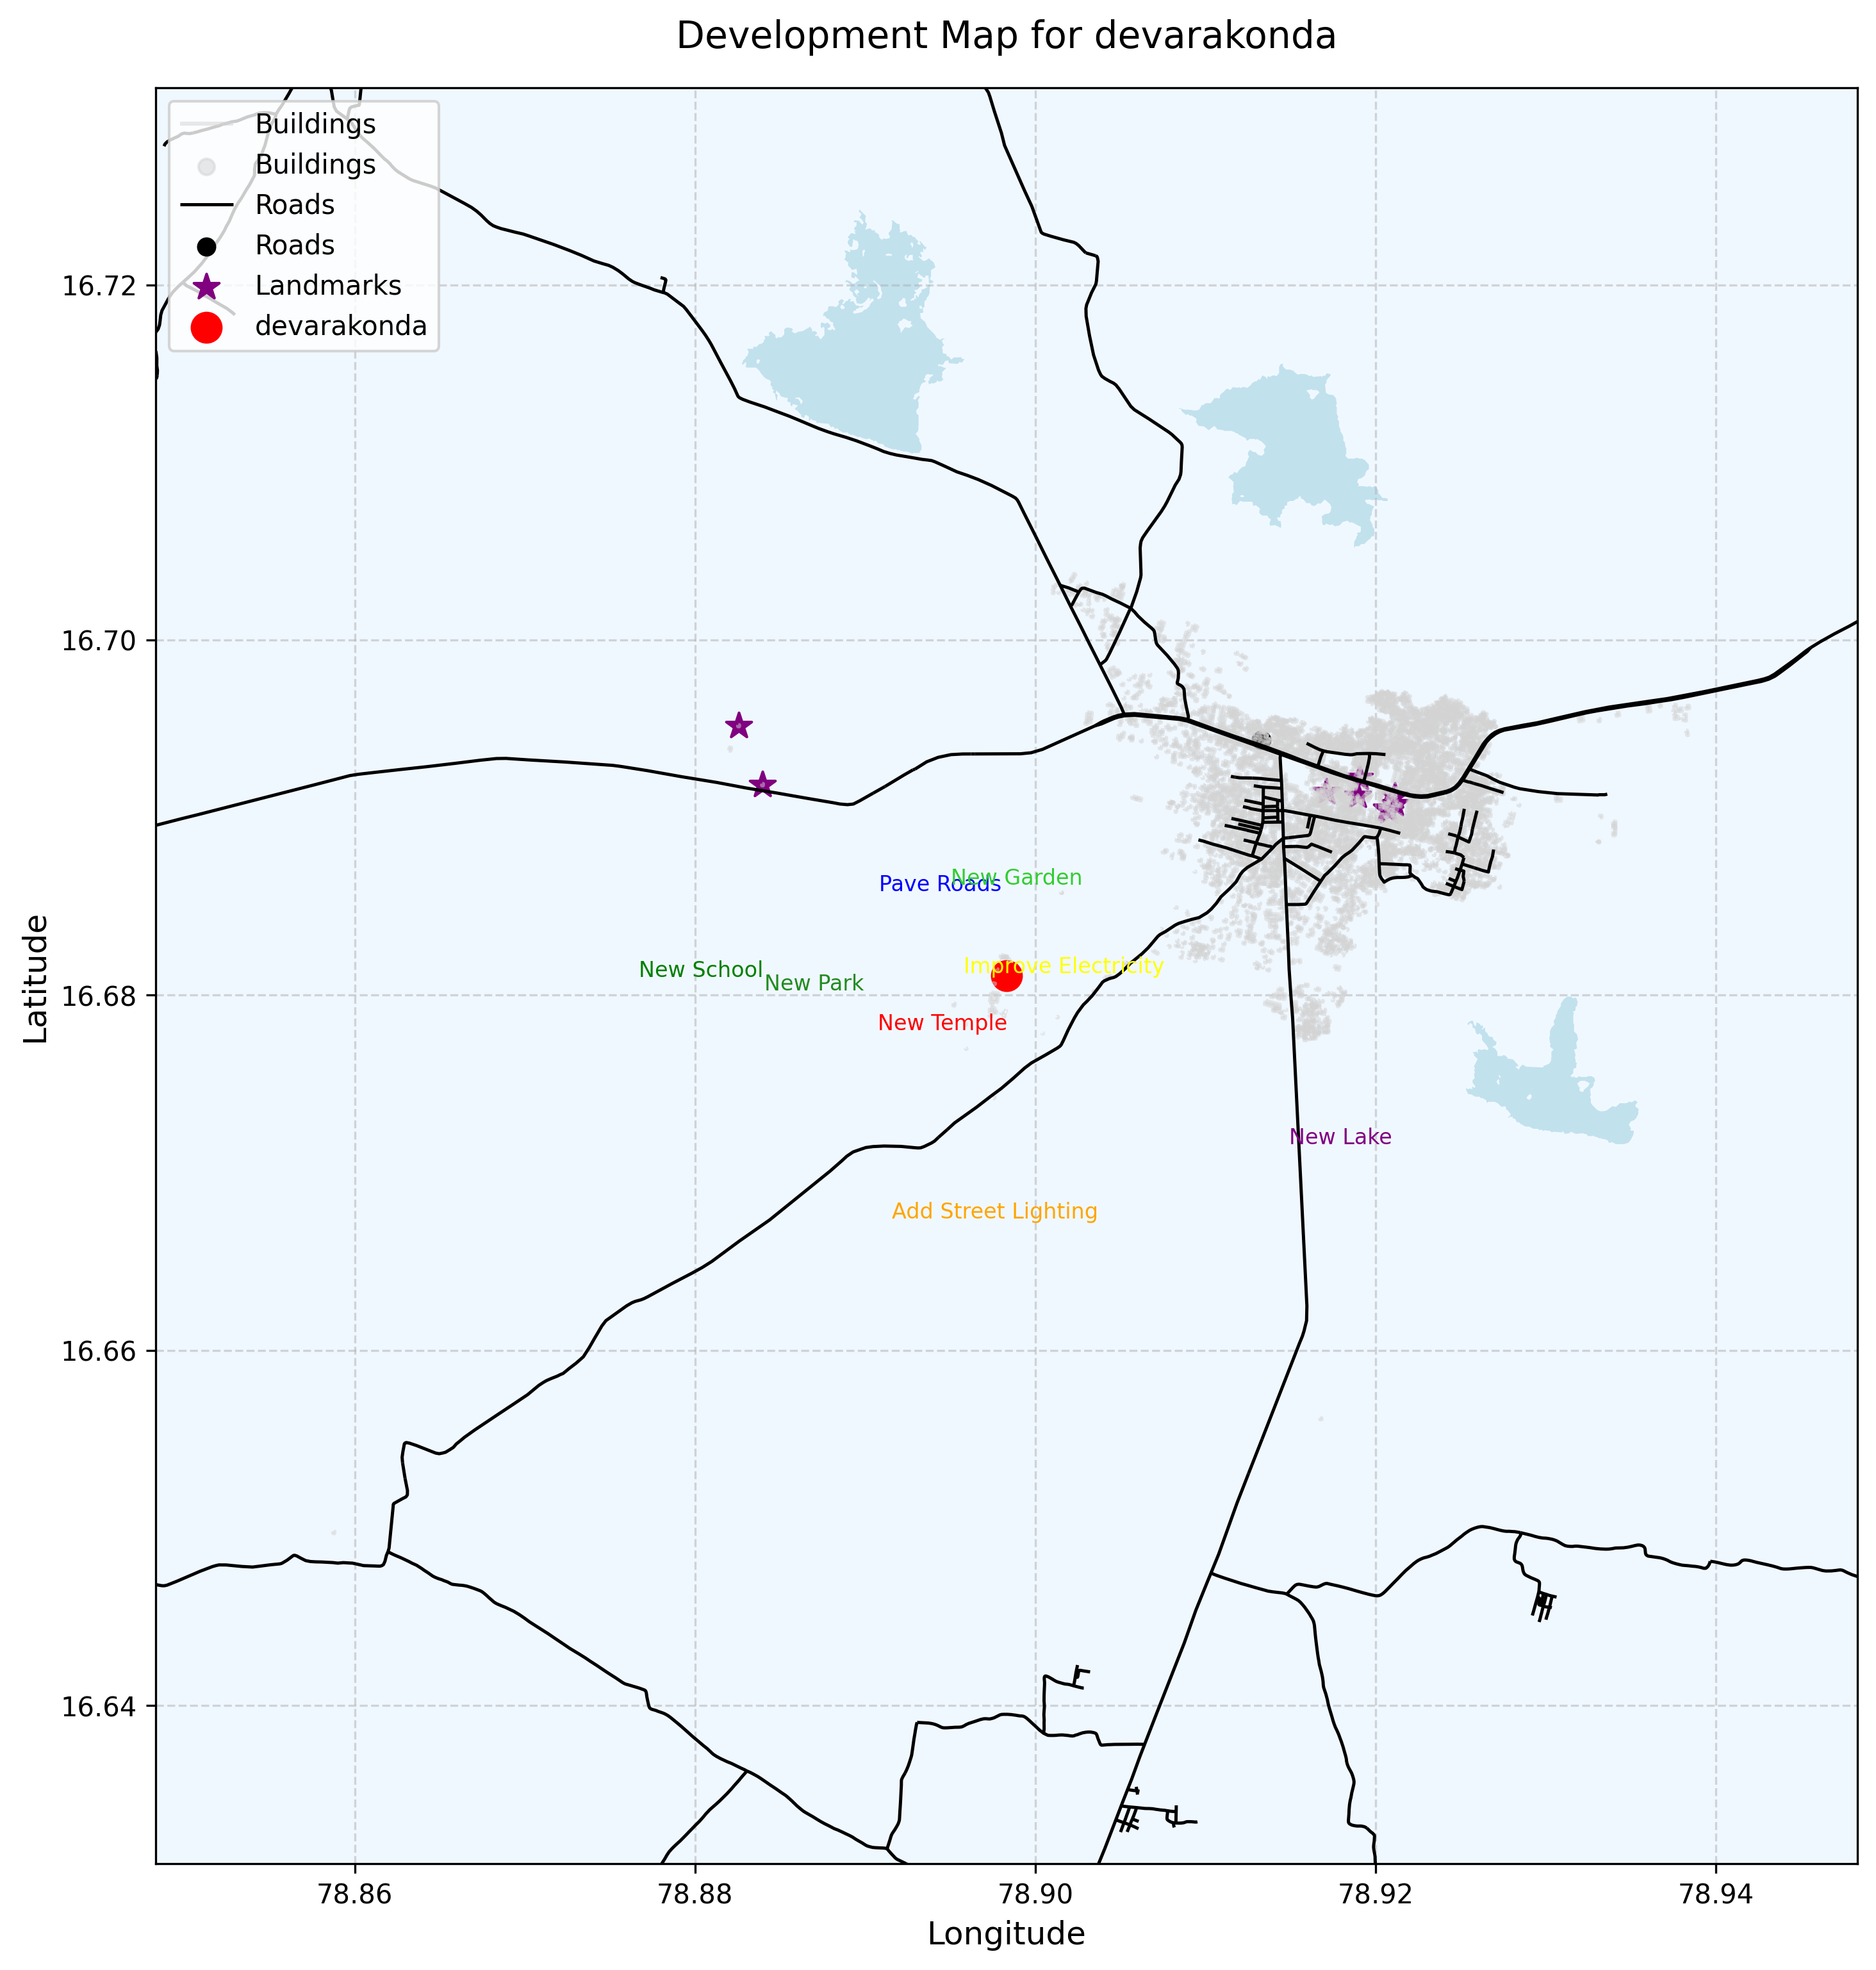 Development Map for devarakonda
Buildings
Buildings
Roads
Roads
Landmarks
devarakonda
16.72
16.70
16.68
16.66
16.64
Latitude
New Garden
Pave Roads
Improve Electricity
New School
New Park
New Temple
New Lake
Add Street Lighting
78.86 78.88 78.90 78.92 78.94
Longitude